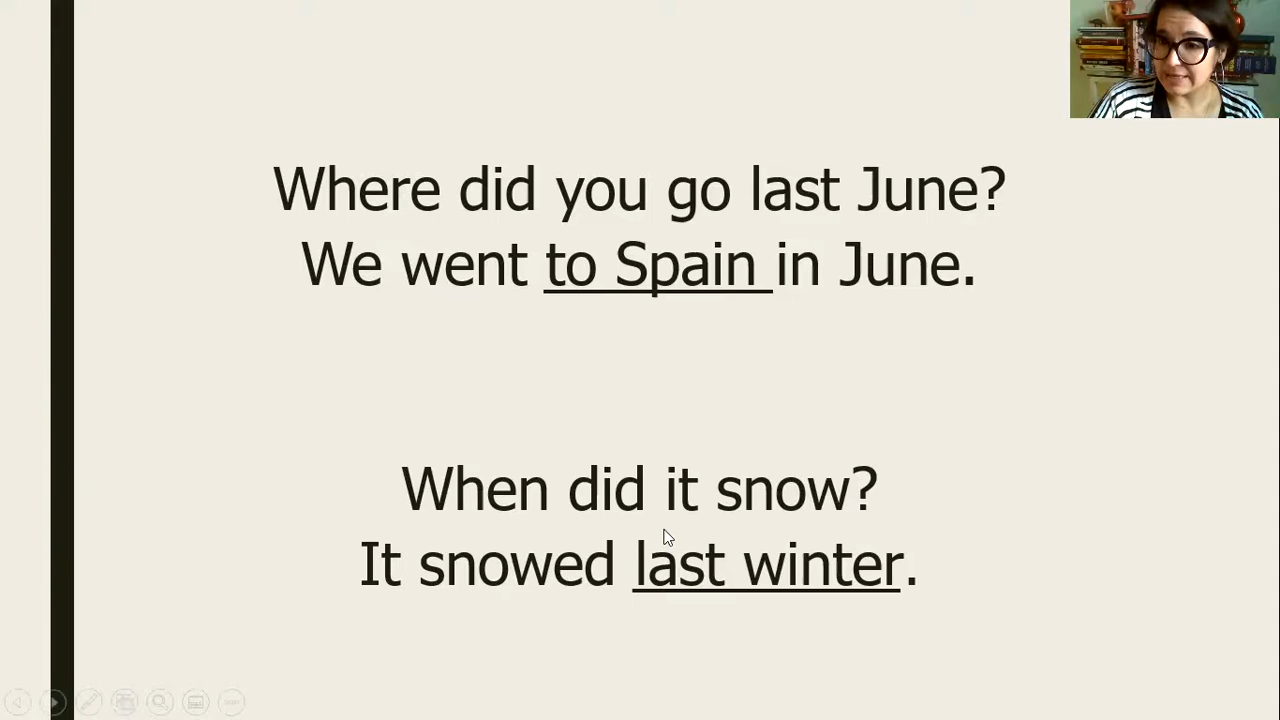 Where did you go last June?
We went to Spain in June.
When did it snow?
It snowed last winter.